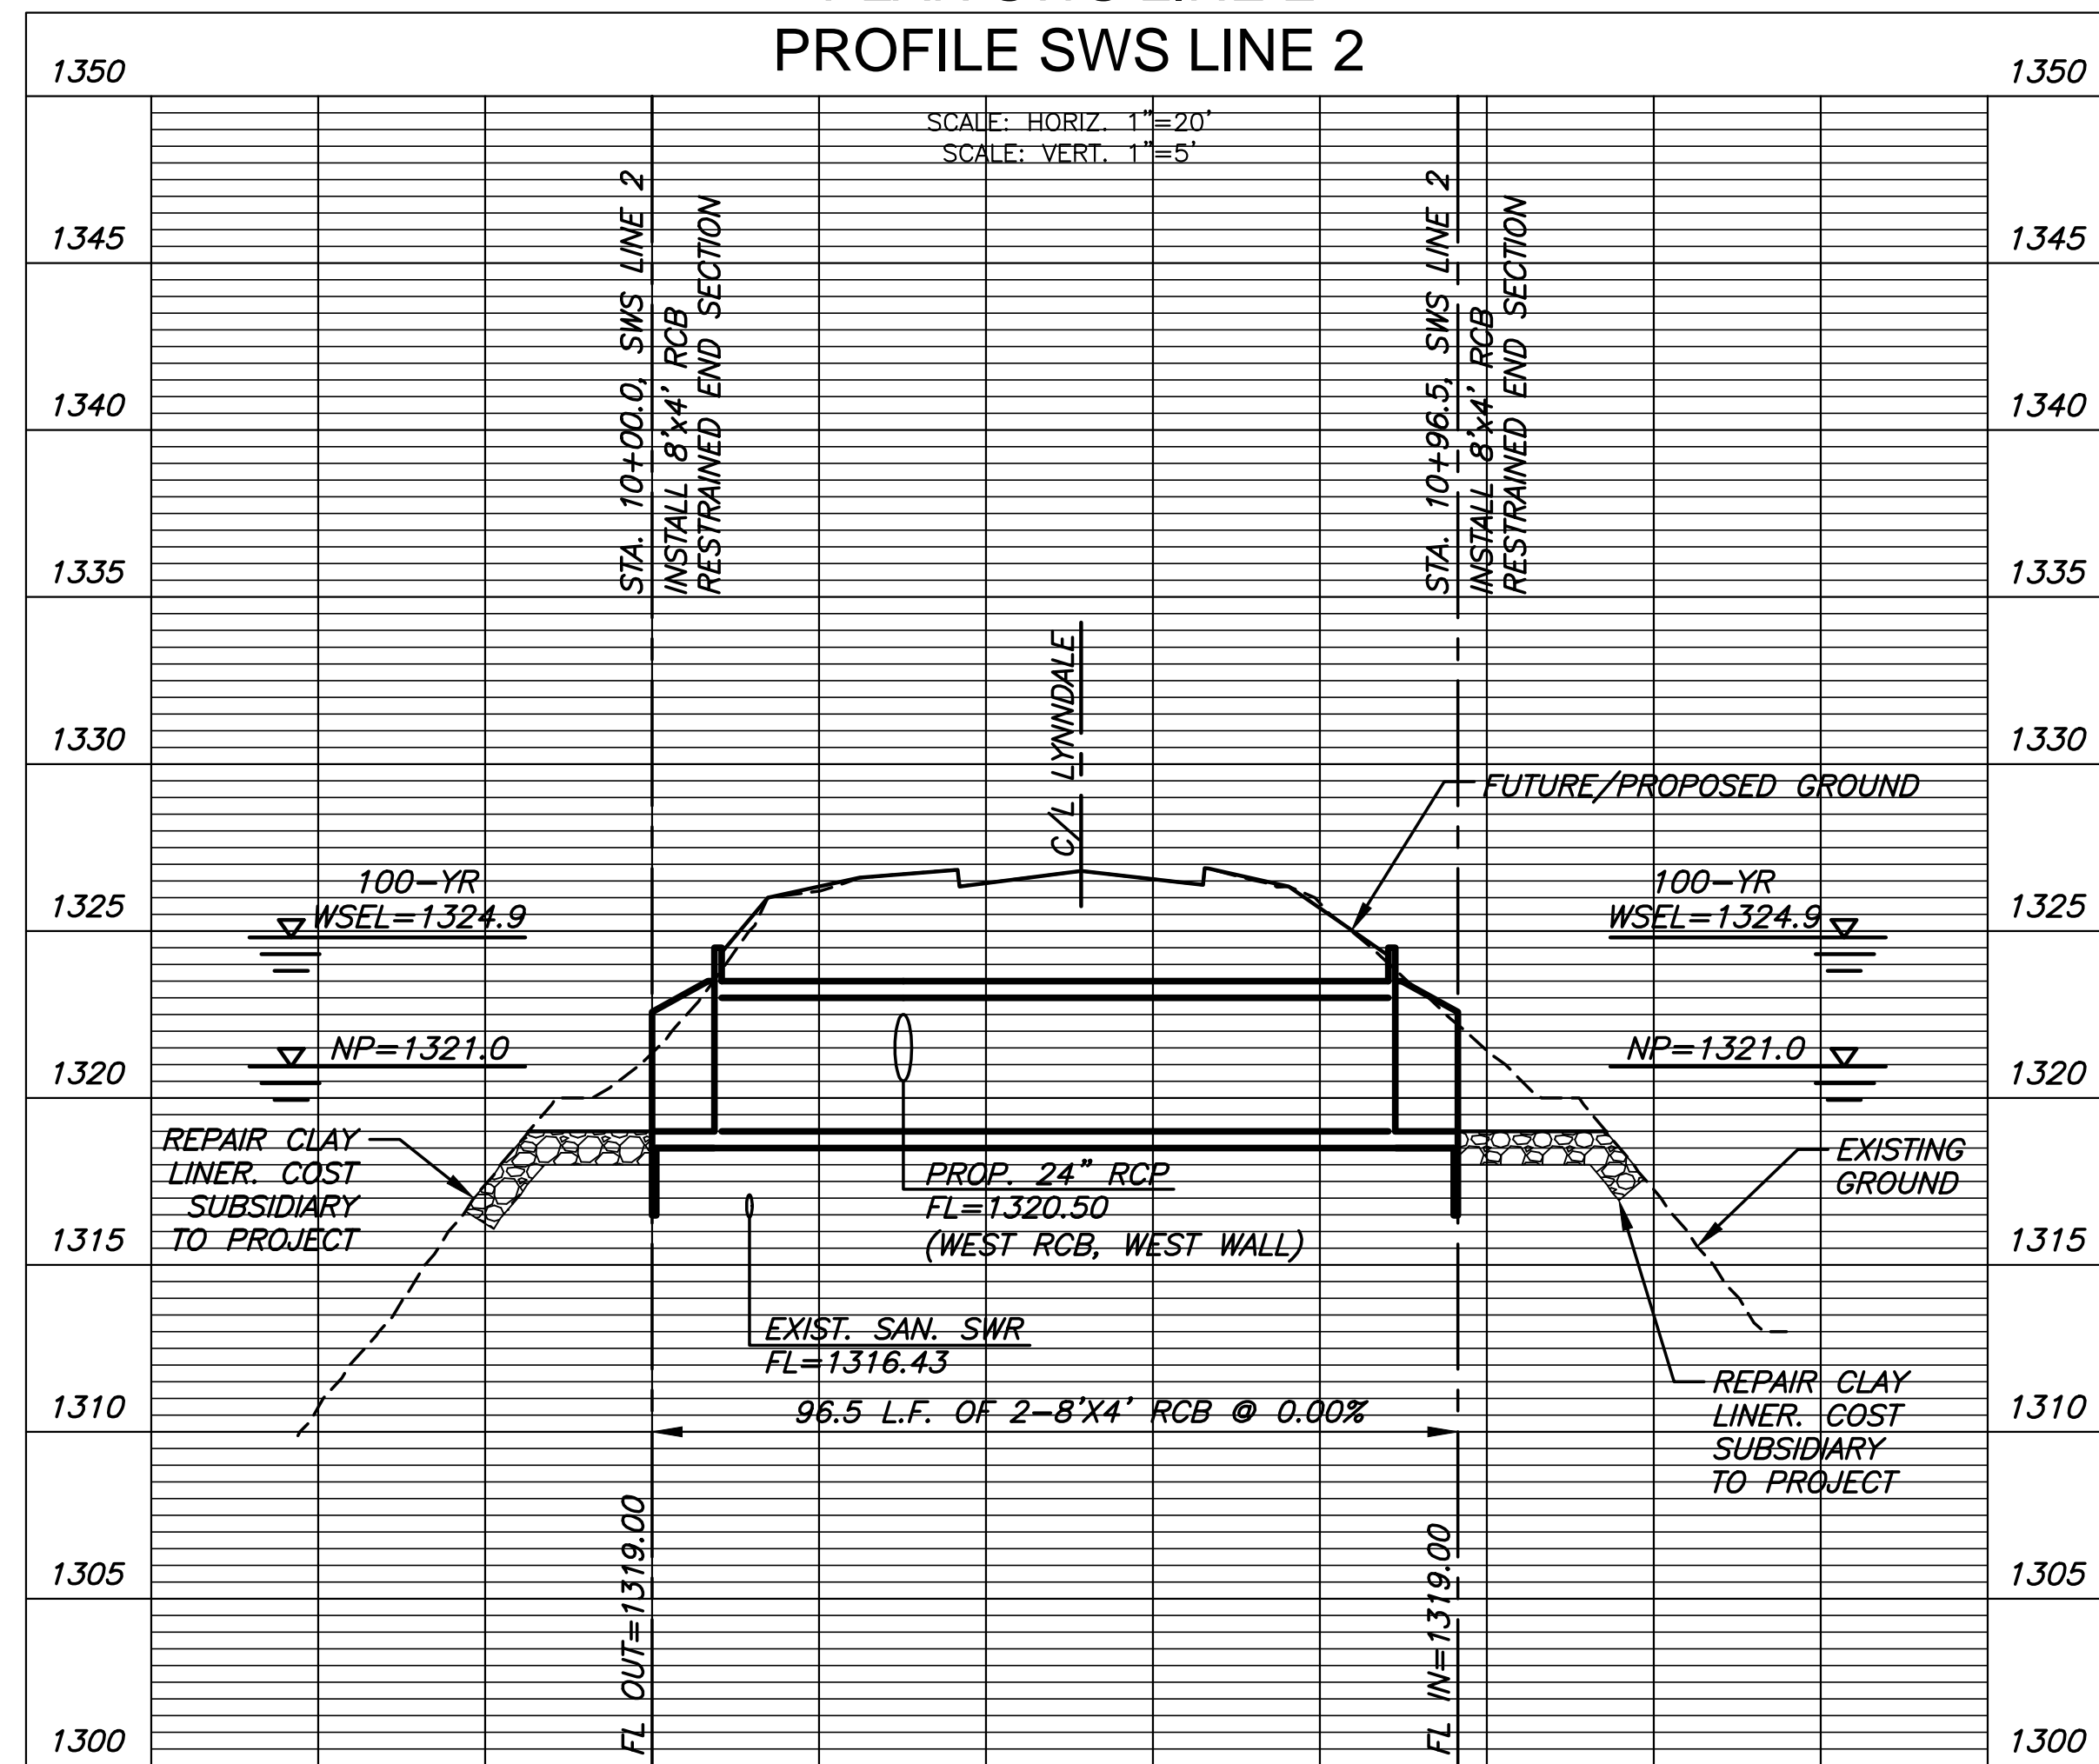 PROFILE SWS LINE 2
1350
1350
SCALE: HORIZ. 1"=20'
SCALE: VERT. 1"=5'
STA. 10+00.0, SWS LINE 2
INSTALL 8'x4' RCB
RESTRAINED END SECTION
STA. 10+96.5, SWS LINE 2
INSTALL 8'x4' RCB
RESTRAINED END SECTION
1345
1345
1340
1340
1335
1335
C/L LYNNDALE
1330
1330
FUTURE/PROPOSED GROUND
100-YR
WSEL=1324.9
100-YR
WSEL=1324.9
1325
1325
NP=1321.0
NP=1321.0
1320
1320
REPAIR CLAY
LINER. COST
SUBSIDIARY
TO PROJECT
PROP. 24" RCP
FL=1320.50
(WEST RCB, WEST WALL)
EXISTING
GROUND
1315
1315
EXIST. SAN. SWR
FL=1316.43
96.5 L.F. OF 2-8'X4' RCB @ 0.00%
REPAIR CLAY
LINER. COST
SUBSIDIARY
TO PROJECT
1310
1310
FL OUT=1319.00
FL IN=1319.00
1305
1305
1300
1300